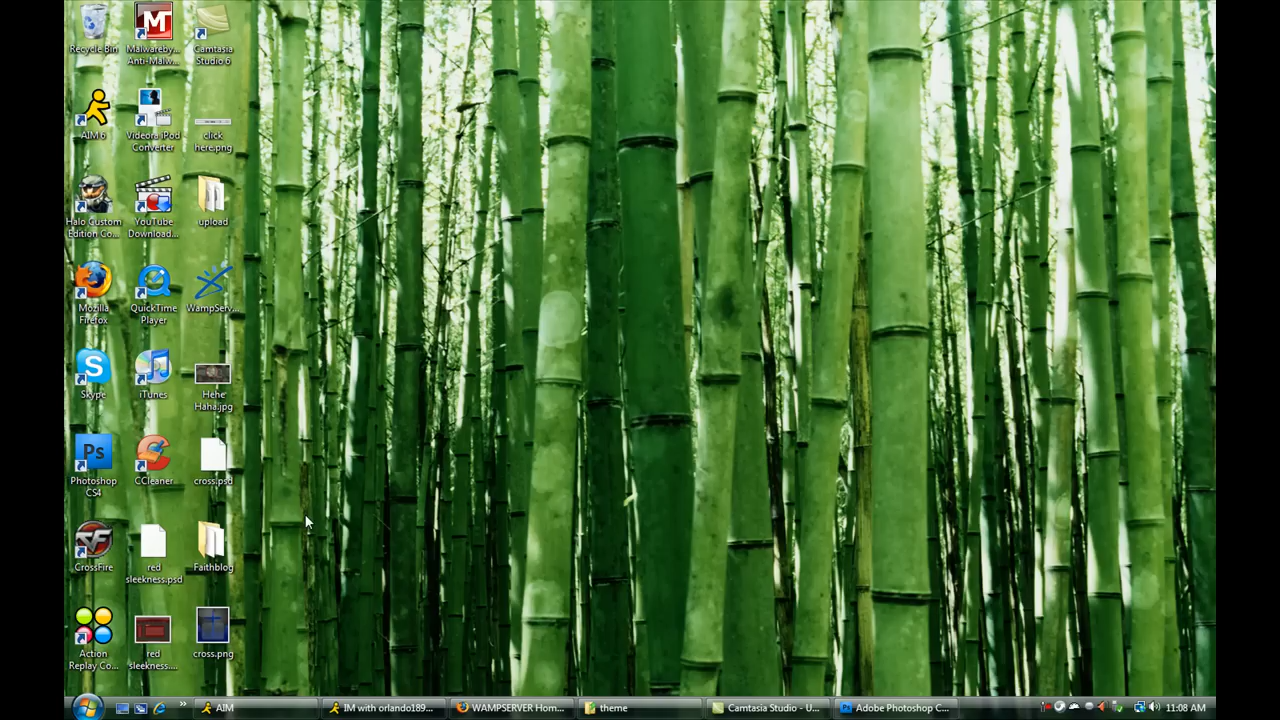 Recycle Bin
Malwareby...
Anti-Malw...
Camtasia
Studio 6
AIM 6
Videora iPod
Converter
click
here.png
Halo Custom
Edition Co...
YouTube
Download...
upload
Mozilla
Firefox
QuickTime
Player
WampServ...
Skype
iTunes
Hehe
Haha.jpg
Ps
Photoshop
CS4
CCleaner
cross.psd
CrossFire
red
sleekness.psd
Faithblog
Action
Replay Co...
red
sleekness....
cross.png
AIM
IM with orlando189...
WAMPSERVER Hom...
theme
Camtasia Studio - U...
Adobe Photoshop C...
11:08 AM